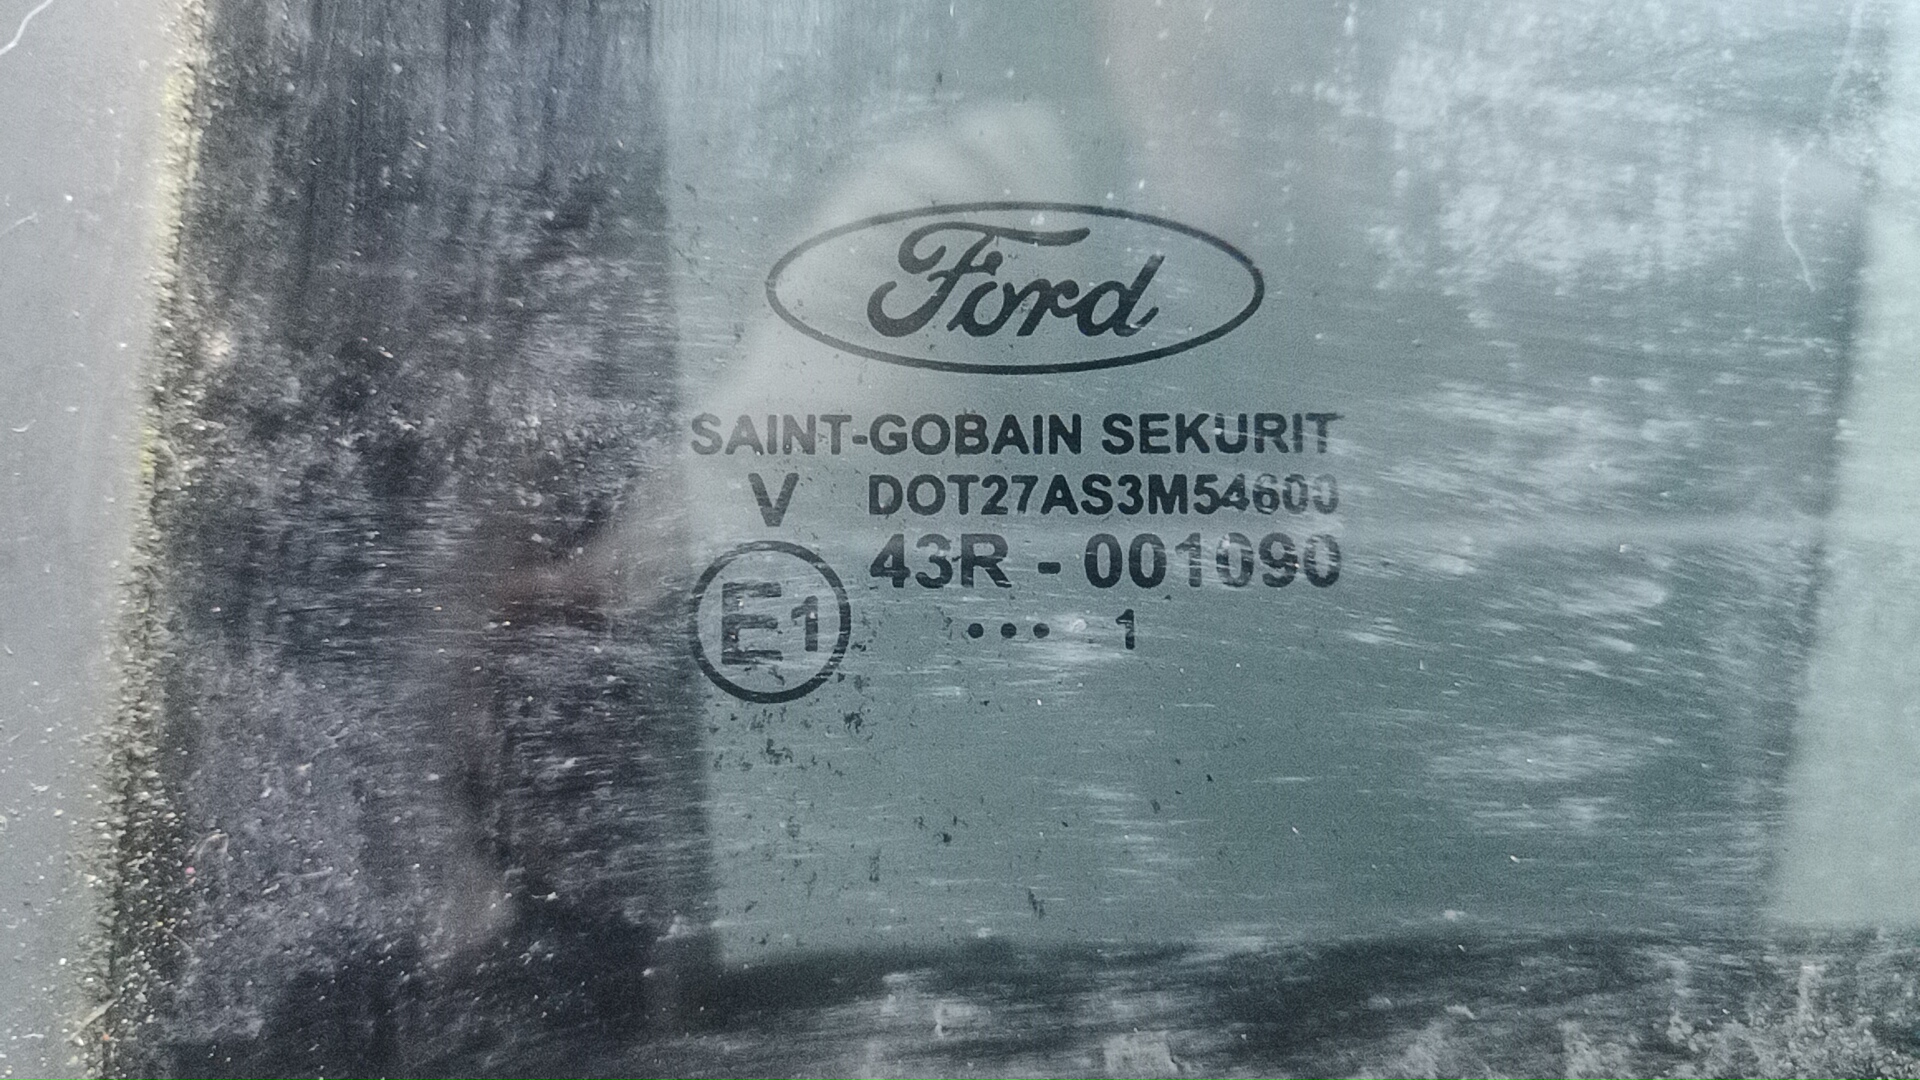 Ford
SAINT-GOBAIN SEKURIT
V DOT27AS3M54600
43R - 001090
E1
••• 1